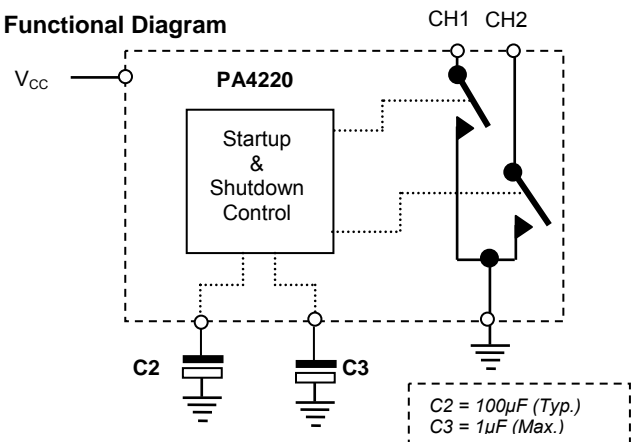 Functional Diagram
CH1 CH2
VCC
PA4220
Startup
&
Shutdown
Control
C2
C3
C2 = 100µF (Typ.)
C3 = 1µF (Max.)